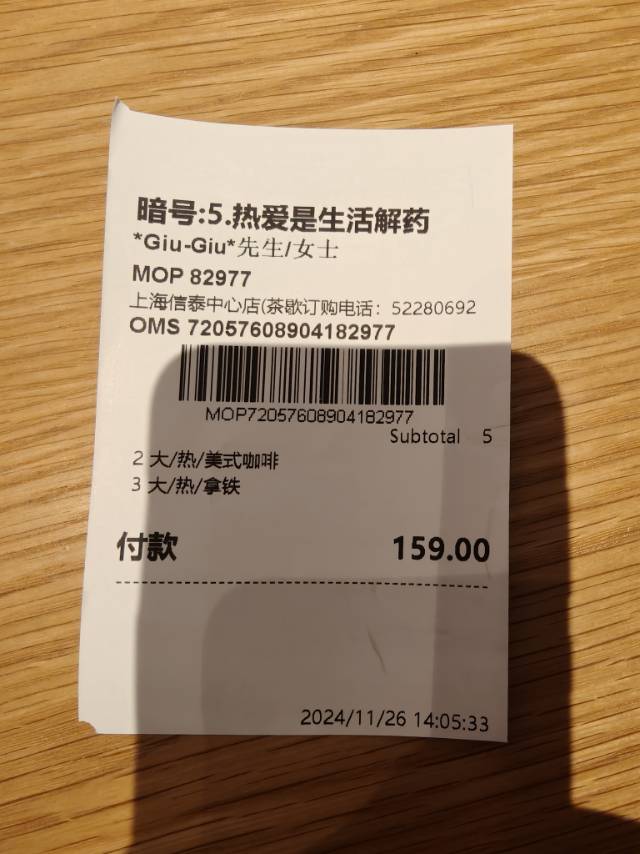 暗号:5.热爱是生活解药
*Giu-Giu*先生/女士
MOP 82977
上海信泰中心店(茶歇订购电话：52280692
OMS 72057608904182977
MOP72057608904182977
Subtotal 5
2 大/热/美式咖啡
3 大/热/拿铁
付款 159.00
2024/11/26 14:05:33